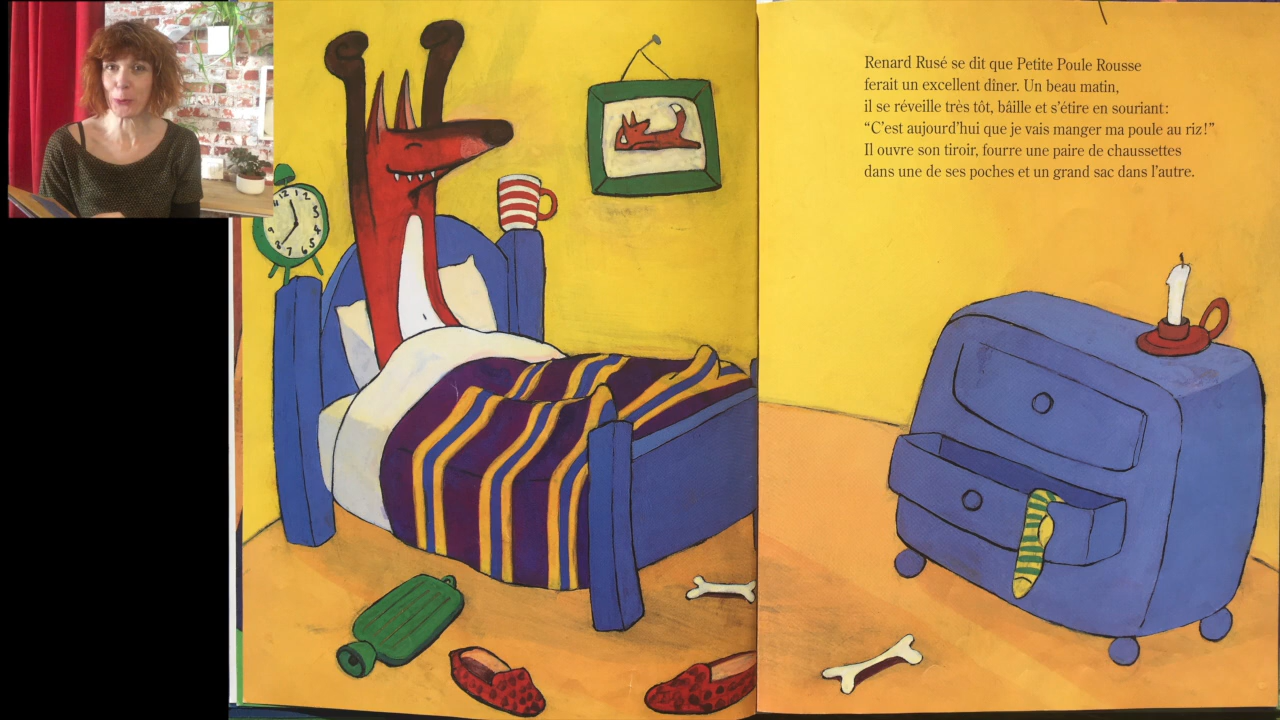 Renard Rusé se dit que Petite Poule Rousse
ferait un excellent dîner. Un beau matin,
il se réveille très tôt, bâille et s’étire en souriant:
“C’est aujourd’hui que je vais manger ma poule au riz!”
Il ouvre son tiroir, fourre une paire de chaussettes
dans une de ses poches et un grand sac dans l’autre.